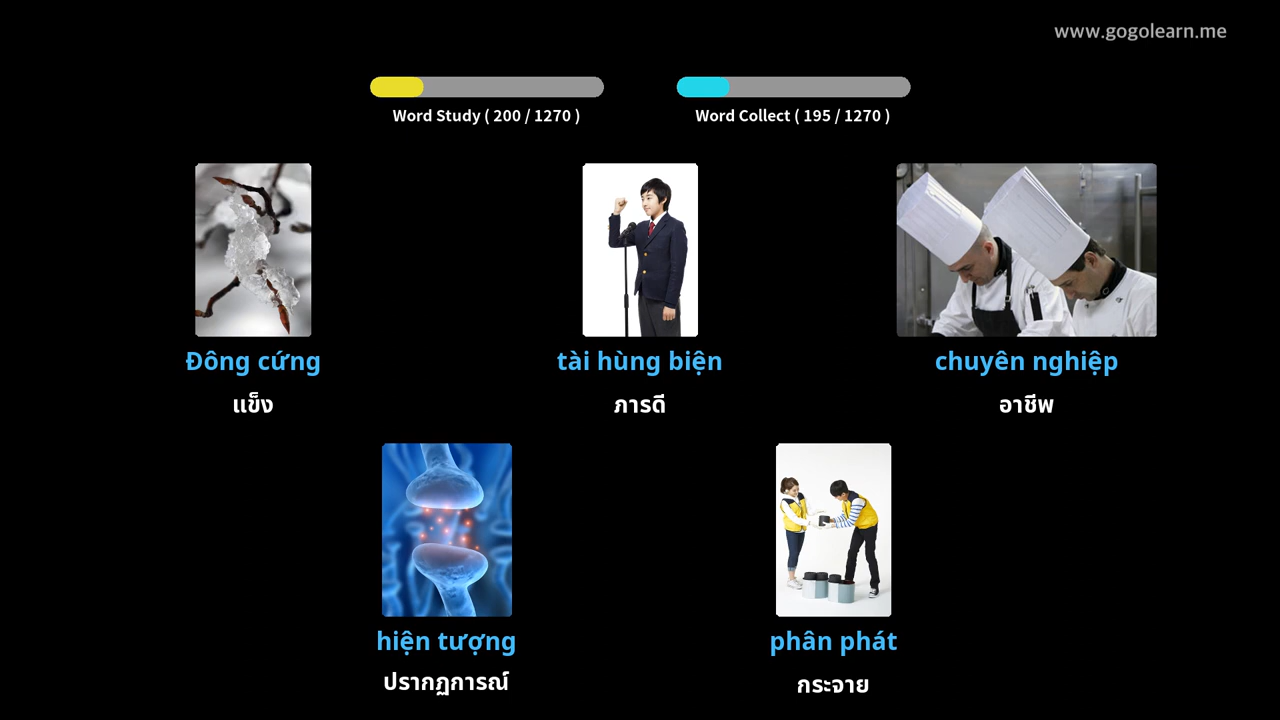 www.gogolearn.me
Word Study ( 200 / 1270 )
Word Collect ( 195 / 1270 )
Đông cứng
tài hùng biện
chuyên nghiệp
แข็ง
ภารดี
อาชีพ
hiện tượng
phân phát
ปรากฏการณ์
กระจาย